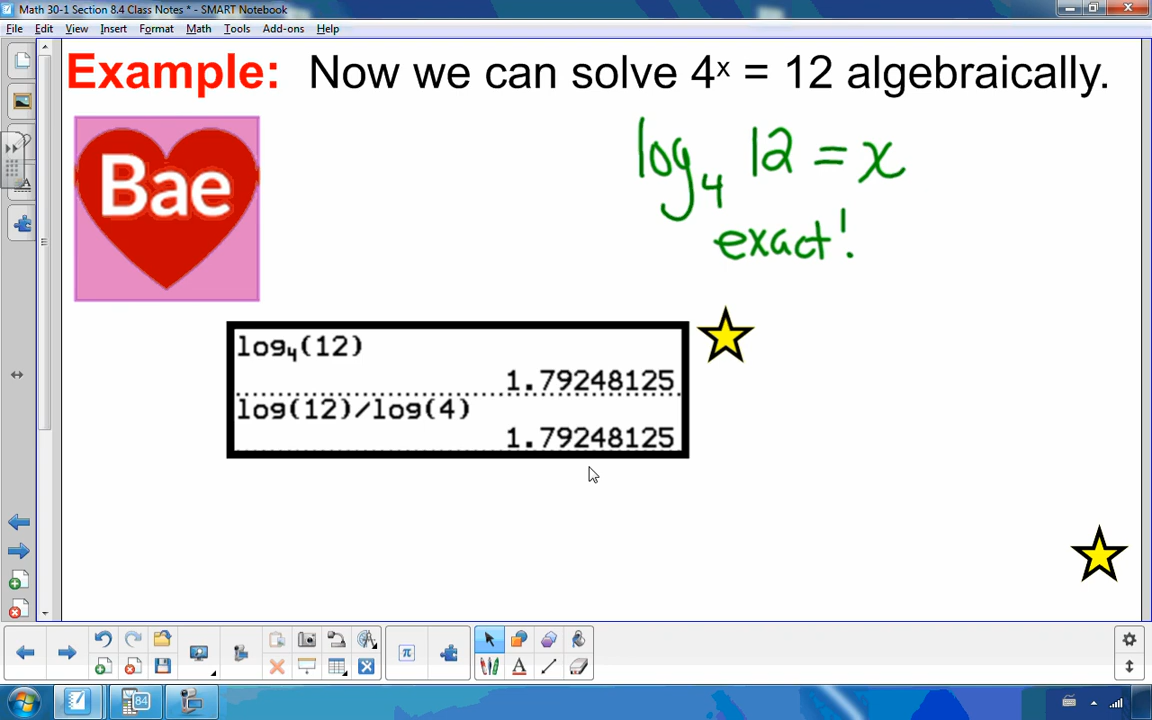 Math 30-1 Section 8.4 Class Notes * - SMART Notebook
File Edit View Insert Format Math Tools Add-ons Help
Example: Now we can solve 4ˣ = 12 algebraically.
Bae
log₄ 12 = x
exact!
log₄(12)
1.79248125
log(12)/log(4)
1.79248125
π
A
84